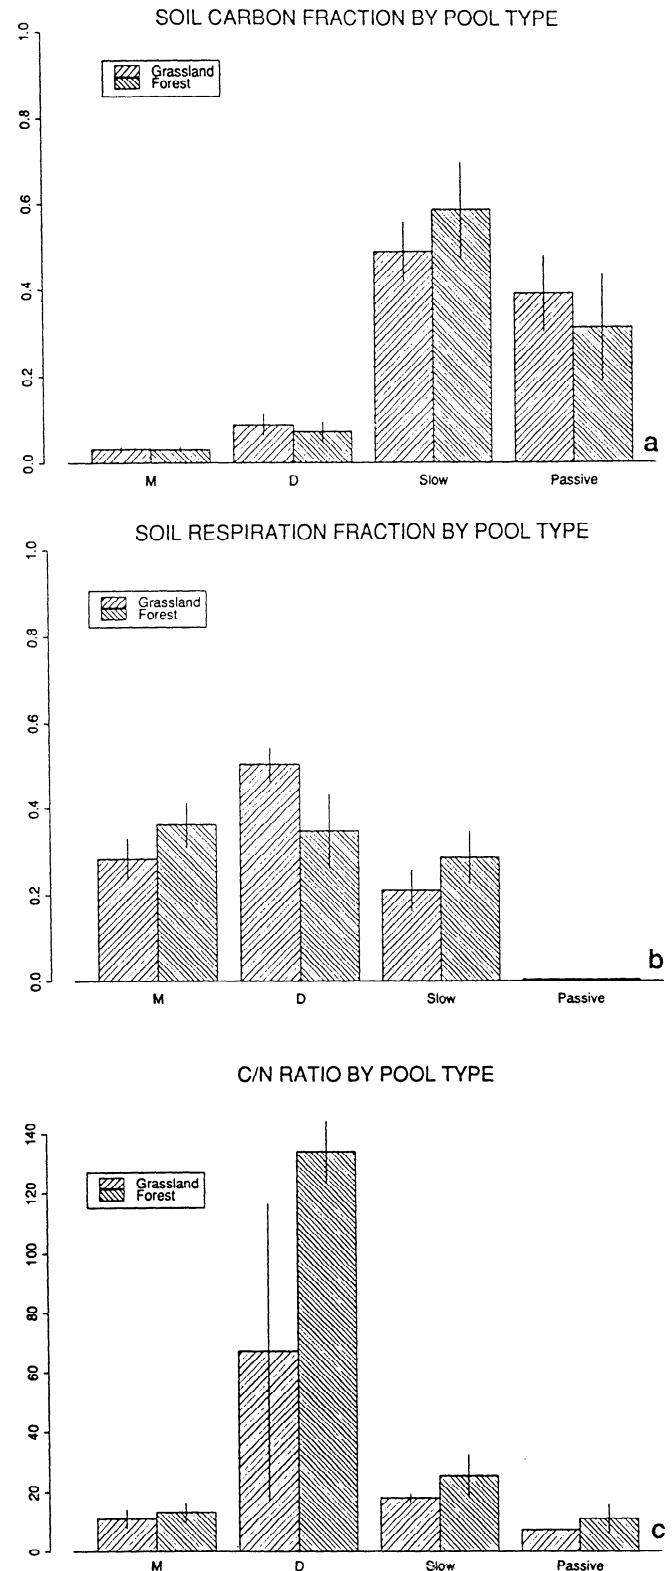 SOIL CARBON FRACTION BY POOL TYPE
1.0
Grassland
Forest
0.8
0.6
0.4
0.2
0.0
a
M D Slow Passive
SOIL RESPIRATION FRACTION BY POOL TYPE
1.0
Grassland
Forest
0.8
0.6
0.4
0.2
0.0
b
M D Slow Passive
C/N RATIO BY POOL TYPE
140
Grassland
Forest
120
100
80
60
40
20
0
c
M D Slow Passive